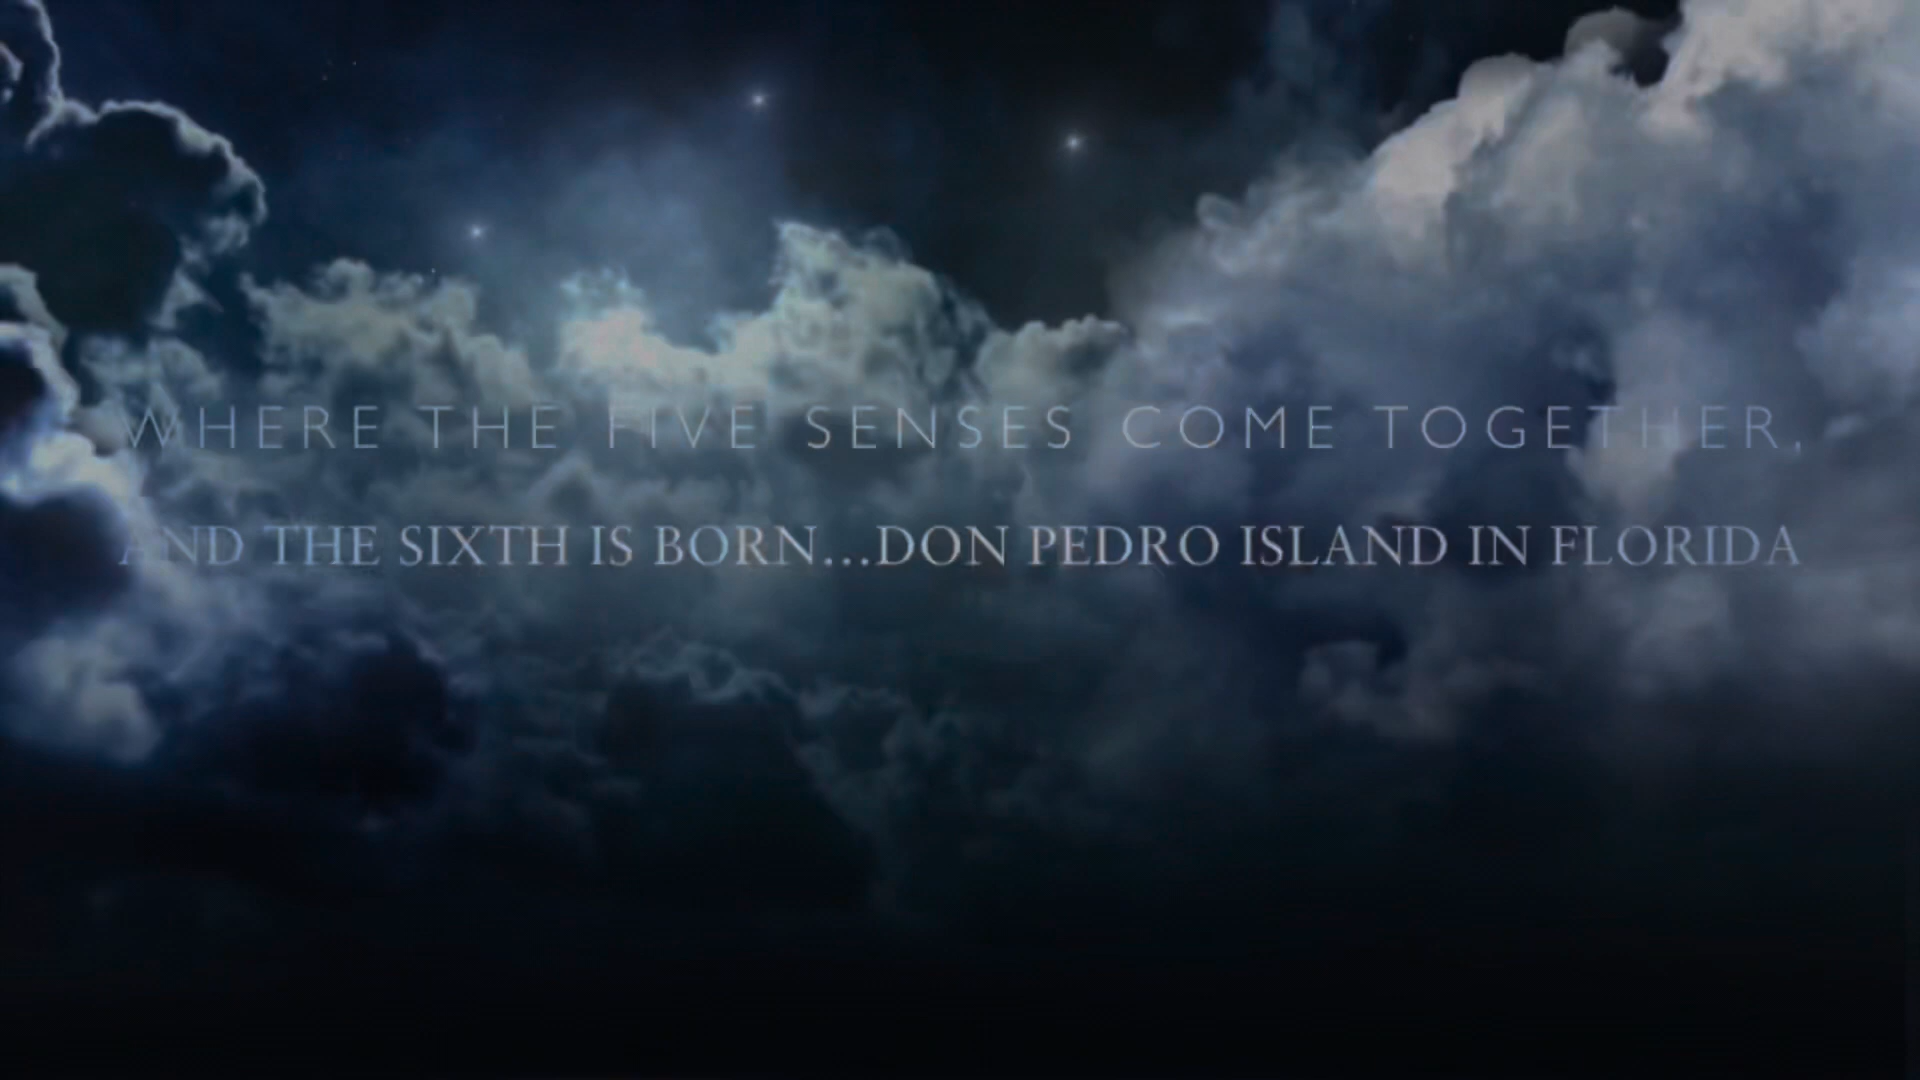 WHERE THE FIVE SENSES COME TOGETHER,
AND THE SIXTH IS BORN...DON PEDRO ISLAND IN FLORIDA